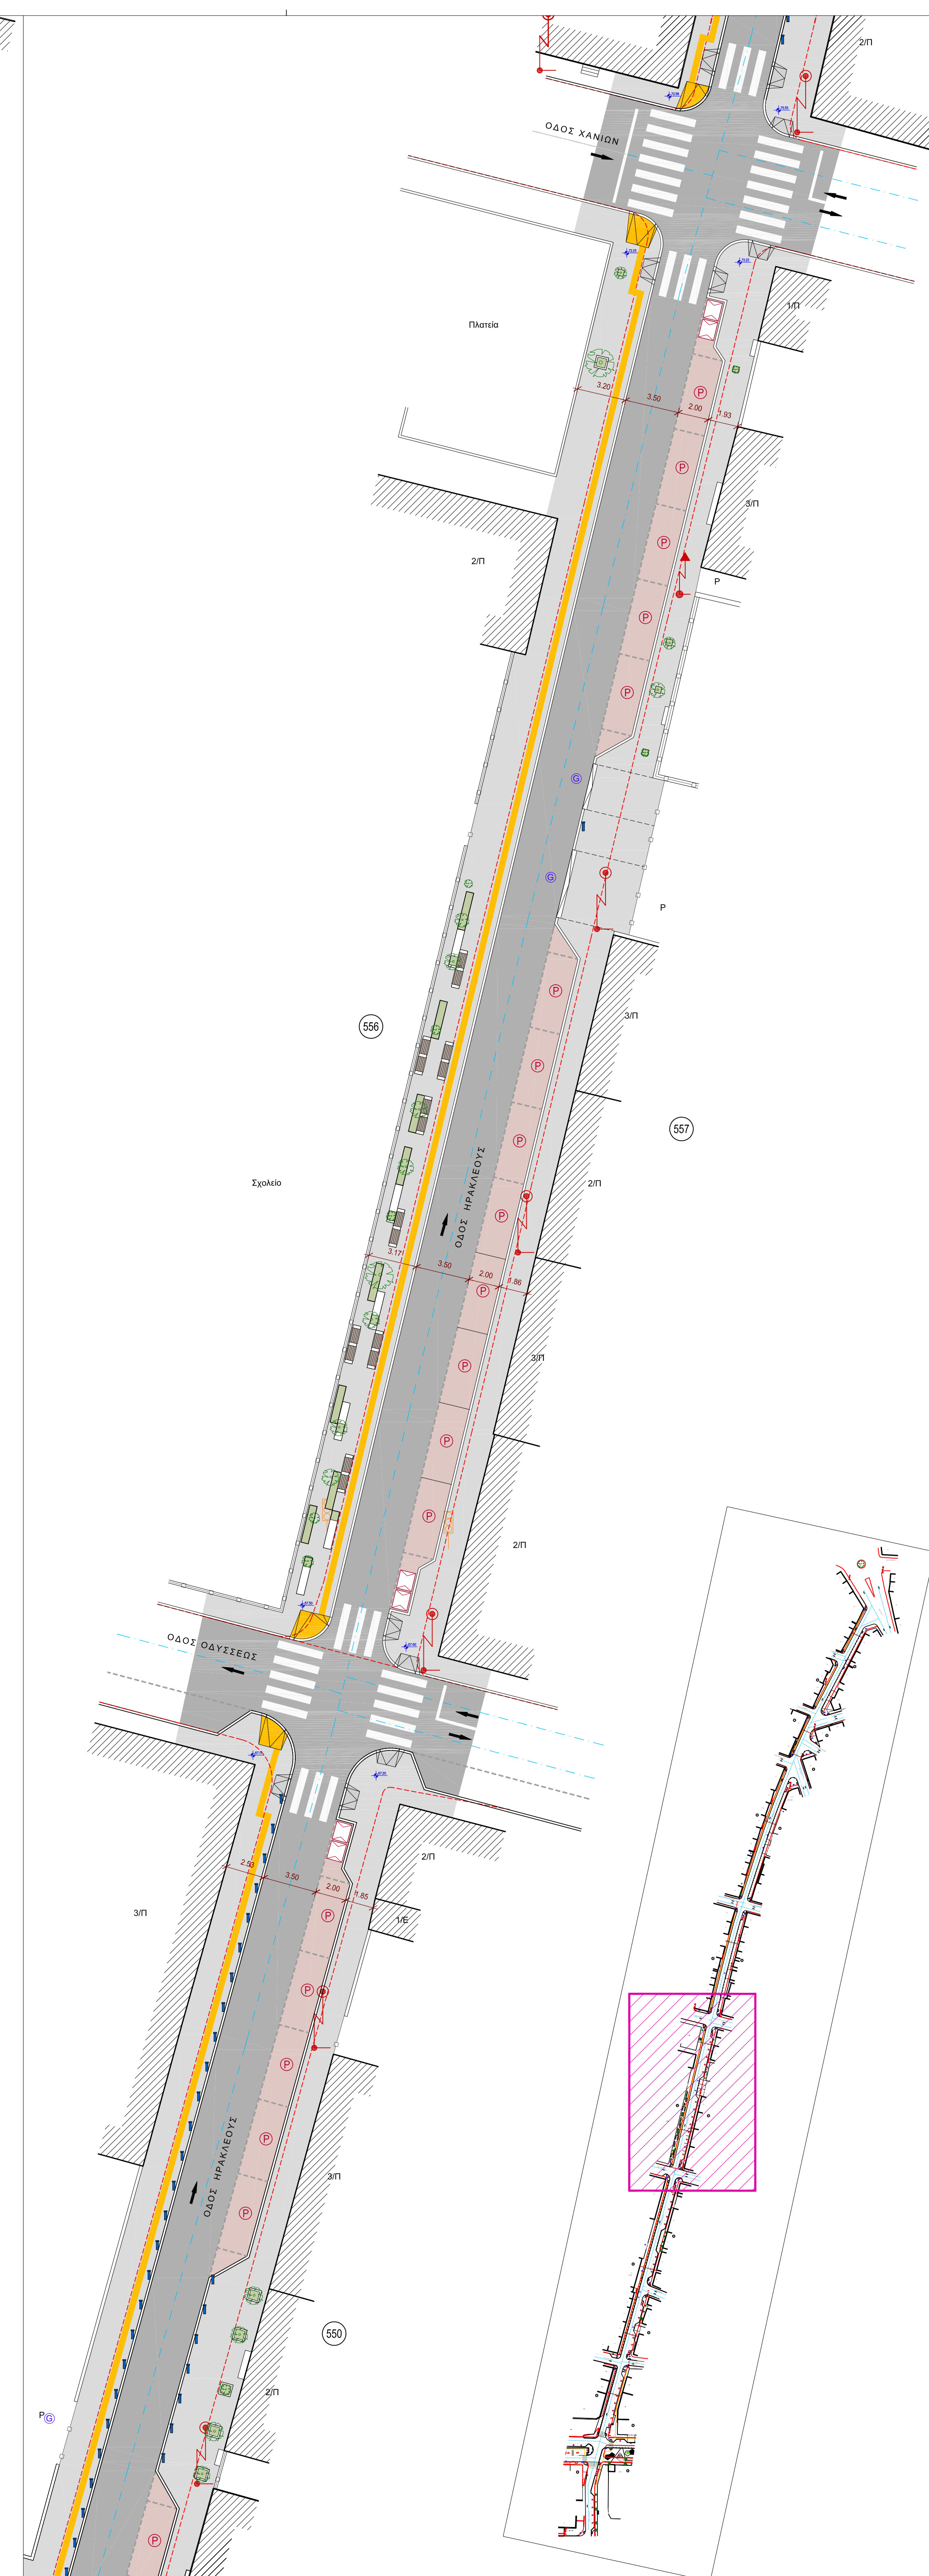 2/Π
ΟΔΟΣ ΧΑΝΙΩΝ
1/Π
Πλατεία
P
3.20
3.50
2.00
1.93
P
3/Π
P
2/Π
P
P
P
G
G
P
P
3/Π
556
P
557
P
ΟΔΟΣ ΗΡΑΚΛΕΟΥΣ
Σχολείο
2/Π
P
3.17
3.50
2.00
1.86
P
3/Π
P
P
P
2/Π
ΟΔΟΣ ΟΔΥΣΣΕΩΣ
2/Π
2.50
3.50
2.00
1.85
3/Π
P
1/Ε
P
P
ΟΔΟΣ ΗΡΑΚΛΕΟΥΣ
P
3/Π
P
550
2/Π
P
G
P